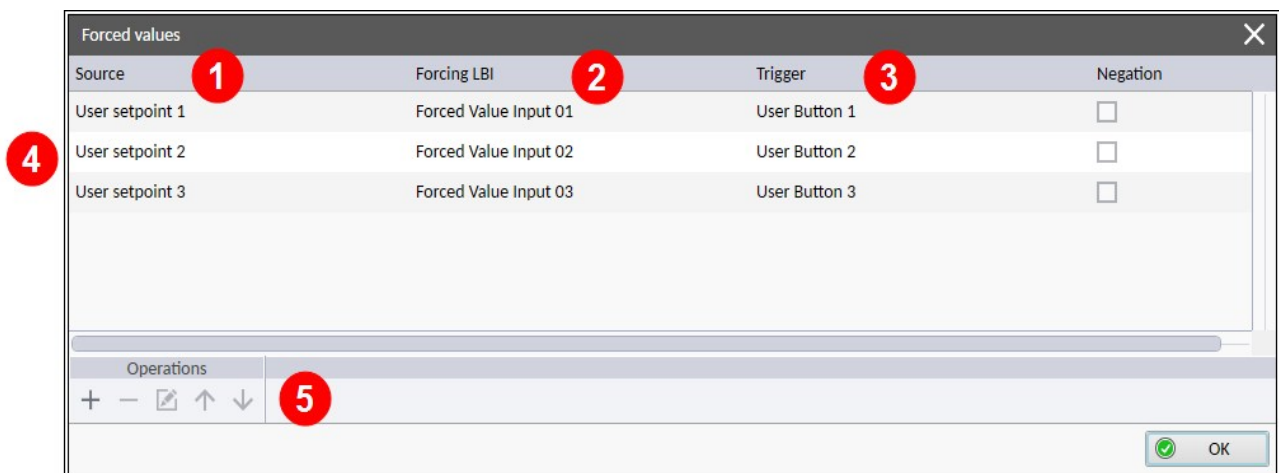 Forced values
Source 1 Forcing LBI 2 Trigger 3 Negation
User setpoint 1 Forced Value Input 01 User Button 1
4 User setpoint 2 Forced Value Input 02 User Button 2
User setpoint 3 Forced Value Input 03 User Button 3
Operations
5
OK